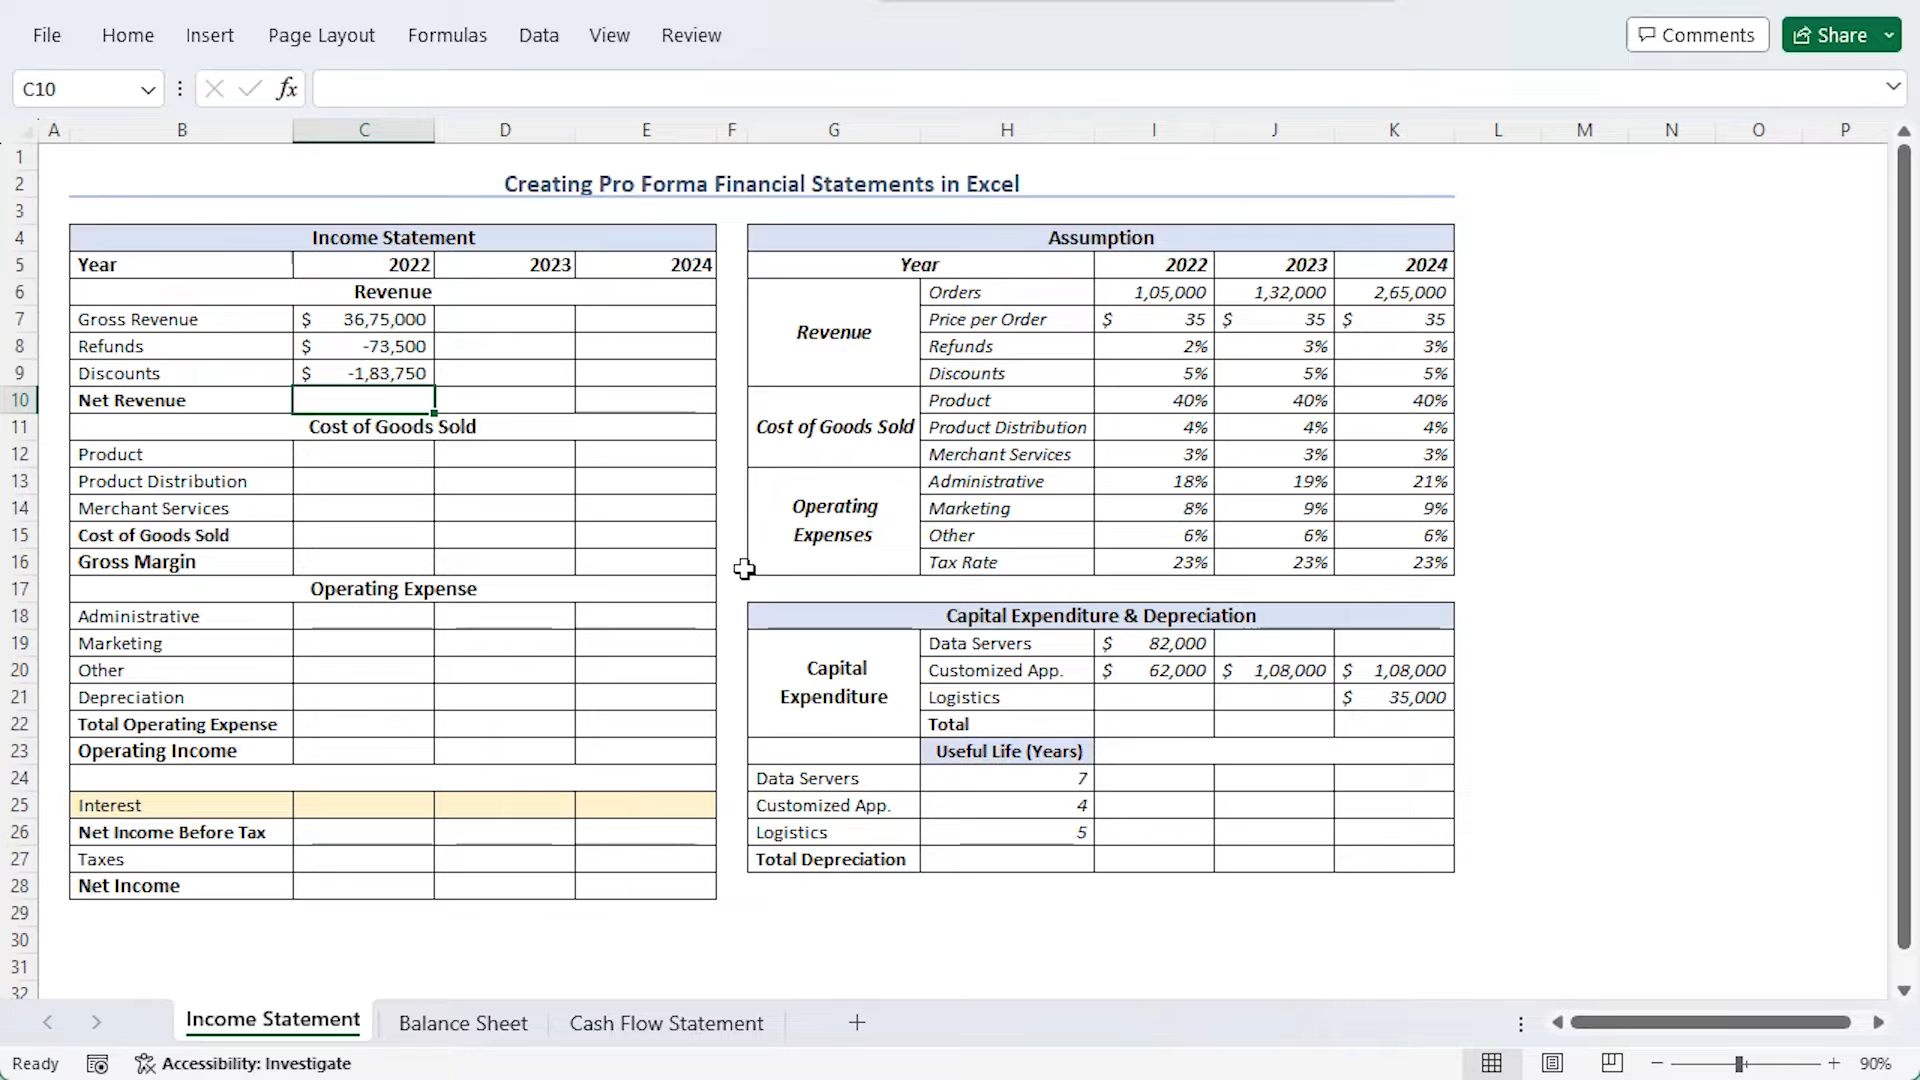 File Home Insert Page Layout Formulas Data View Review Comments Share
C10 fx
A B C D E F G H I J K L M N O P
1
2 Creating Pro Forma Financial Statements in Excel
3
4 Income Statement Assumption
5 Year 2022 2023 2024 Year 2022 2023 2024
6 Revenue Orders 1,05,000 1,32,000 2,65,000
7 Gross Revenue $ 36,75,000 Revenue Price per Order $ 35 $ 35 $ 35
8 Refunds $ -73,500 Refunds 2% 3% 3%
9 Discounts $ -1,83,750 Discounts 5% 5% 5%
10 Net Revenue Product 40% 40% 40%
11 Cost of Goods Sold Cost of Goods Sold Product Distribution 4% 4% 4%
12 Product Merchant Services 3% 3% 3%
13 Product Distribution Administrative 18% 19% 21%
14 Merchant Services Operating Marketing 8% 9% 9%
15 Cost of Goods Sold Expenses Other 6% 6% 6%
16 Gross Margin Tax Rate 23% 23% 23%
17 Operating Expense
18 Administrative Capital Expenditure & Depreciation
19 Marketing Data Servers $ 82,000
20 Other Capital Customized App. $ 62,000 $ 1,08,000 $ 1,08,000
21 Depreciation Expenditure Logistics $ 35,000
22 Total Operating Expense Total
23 Operating Income Useful Life (Years)
24 Data Servers 7
25 Interest Customized App. 4
26 Net Income Before Tax Logistics 5
27 Taxes Total Depreciation
28 Net Income
29
30
31
32
Income Statement Balance Sheet Cash Flow Statement
Ready Accessibility: Investigate 90%